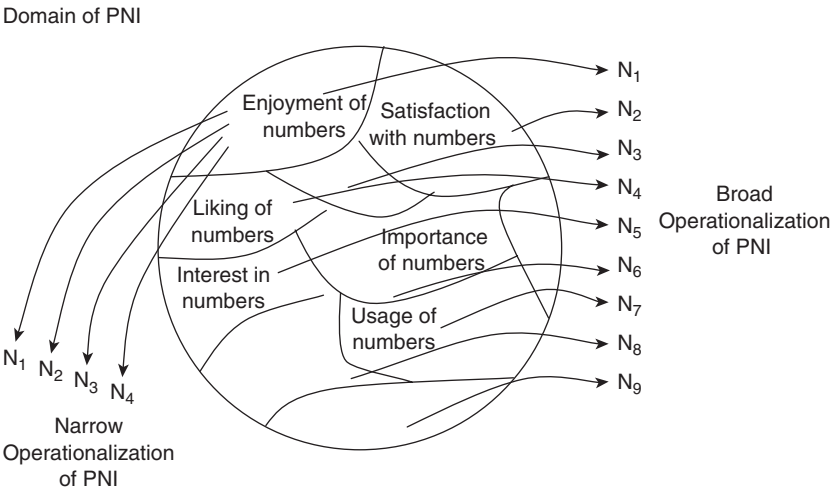 Domain of PNI
Enjoyment of
numbers
Satisfaction
with numbers
Liking of
numbers
Importance
of numbers
Interest in
numbers
Usage of
numbers
N₁
N₂
N₃
N₄
N₅
N₆
N₇
N₈
N₉
Broad
Operationalization
of PNI
N₁
N₂
N₃
N₄
Narrow
Operationalization
of PNI